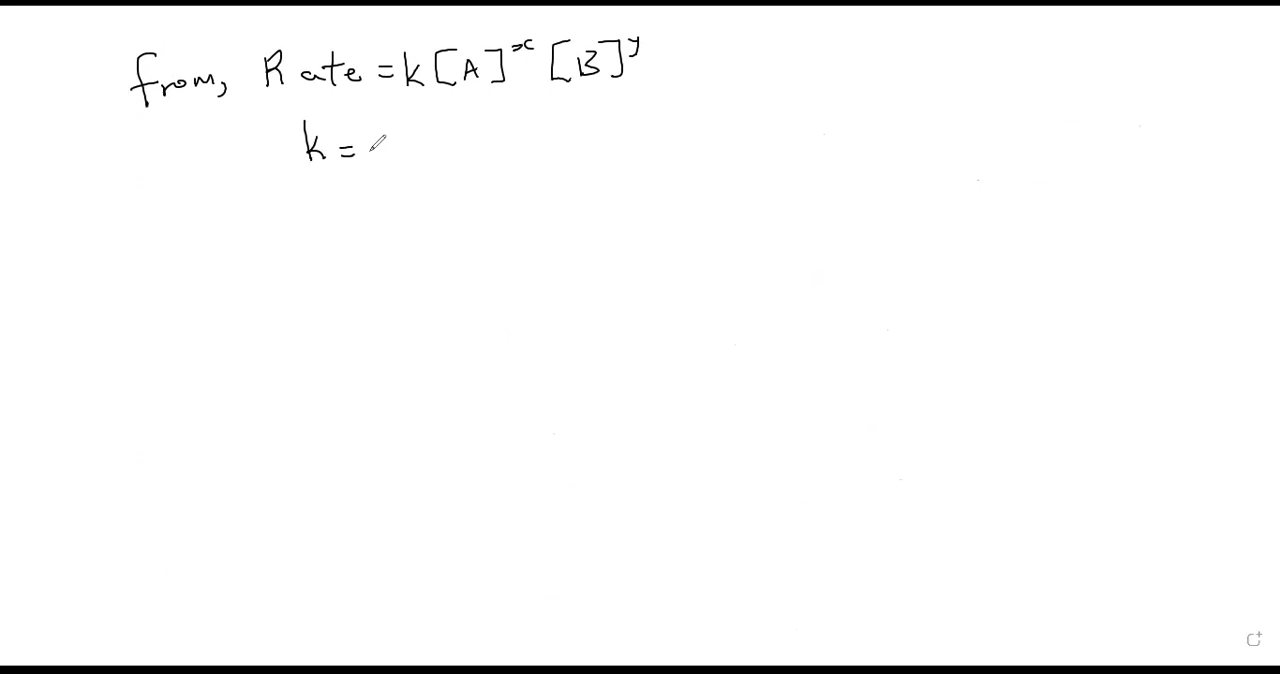 from, Rate = k[A]^x [B]^y
k =